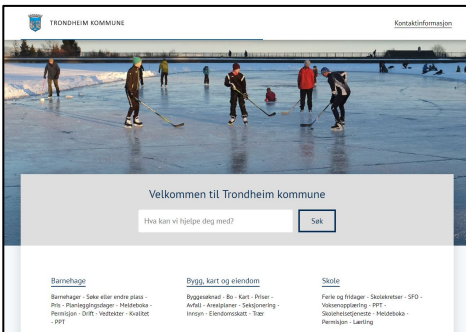 TRONDHEIM KOMMUNE
Kontaktinformasjon
Velkommen til Trondheim kommune
Hva kan vi hjelpe deg med?
Søk
Barnehage
Barnehager - Søke eller endre plass -
Pris - Planleggingsdager - Meldeboka -
Permisjon - Drift - Vedtekter - Kvalitet
- PPT
Bygg, kart og eiendom
Byggesøknad - Bo - Kart - Priser -
Avfall - Arealplaner - Seksjonering -
Innsyn - Eiendomsskatt - Trær
Skole
Ferie og fridager - Skolekretser - SFO -
Voksenopplæring - PPT -
Skolehelsetjeneste - Meldeboka -
Permisjon - Lærling